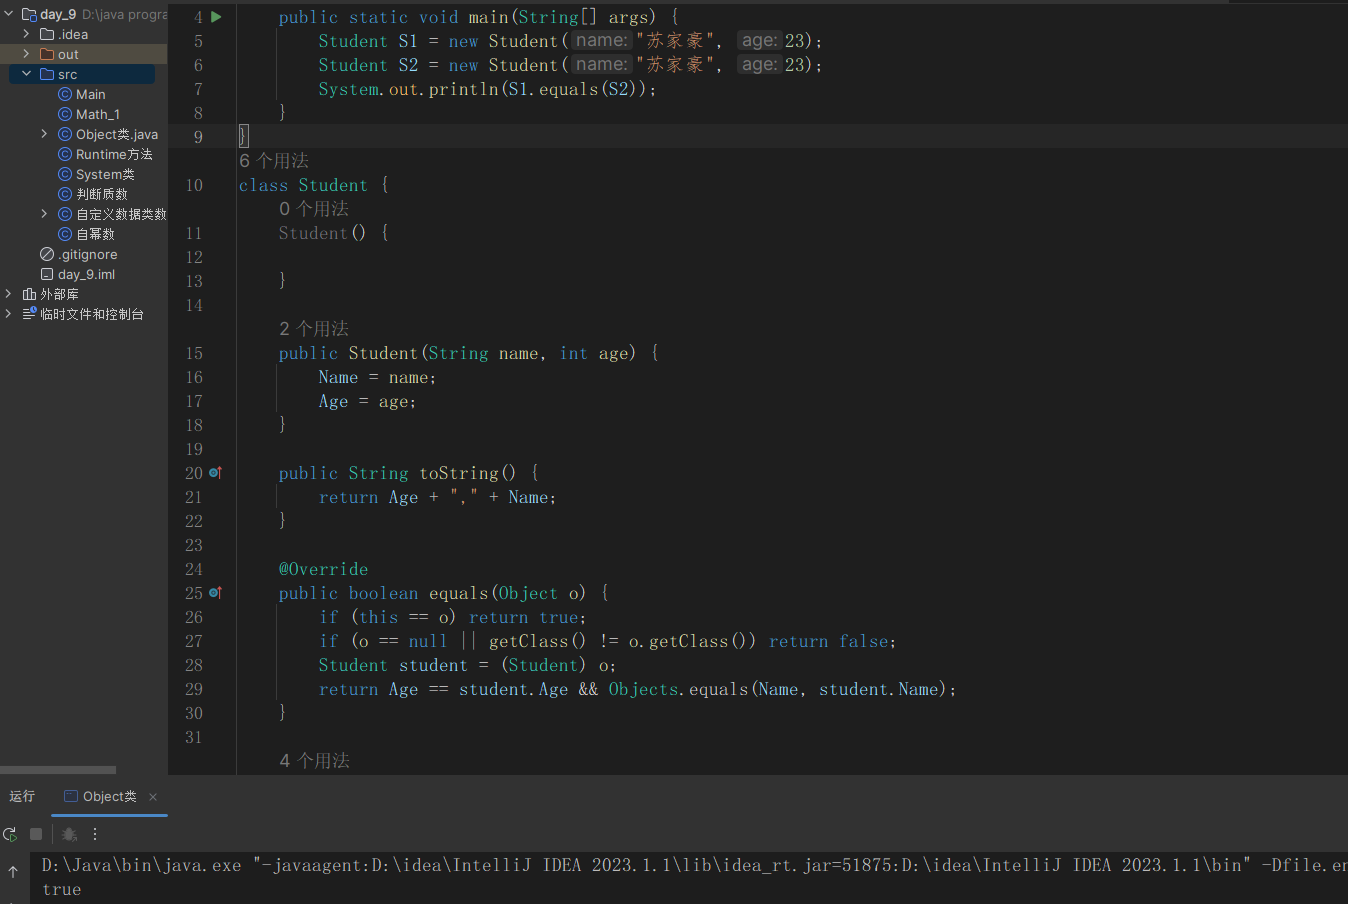 day_9 D:\java progra
.idea
out
src
Main
Math_1
Object类.java
Runtime方法
System类
判断质数
自定义数据类数
自幂数
.gitignore
day_9.iml
外部库
临时文件和控制台
4 public static void main(String[] args) {
5 Student S1 = new Student( name: "苏家豪", age: 23);
6 Student S2 = new Student( name: "苏家豪", age: 23);
7 System.out.println(S1.equals(S2));
8 }
9 }
6 个用法
10 class Student {
0 个用法
11 Student() {
12
13 }
14
2 个用法
15 public Student(String name, int age) {
16 Name = name;
17 Age = age;
18 }
19
20 public String toString() {
21 return Age + "," + Name;
22 }
23
24 @Override
25 public boolean equals(Object o) {
26 if (this == o) return true;
27 if (o == null || getClass() != o.getClass()) return false;
28 Student student = (Student) o;
29 return Age == student.Age && Objects.equals(Name, student.Name);
30 }
31
4 个用法
运行 Object类
D:\Java\bin\java.exe "-javaagent:D:\idea\IntelliJ IDEA 2023.1.1\lib\idea_rt.jar=51875:D:\idea\IntelliJ IDEA 2023.1.1\bin" -Dfile.en
true